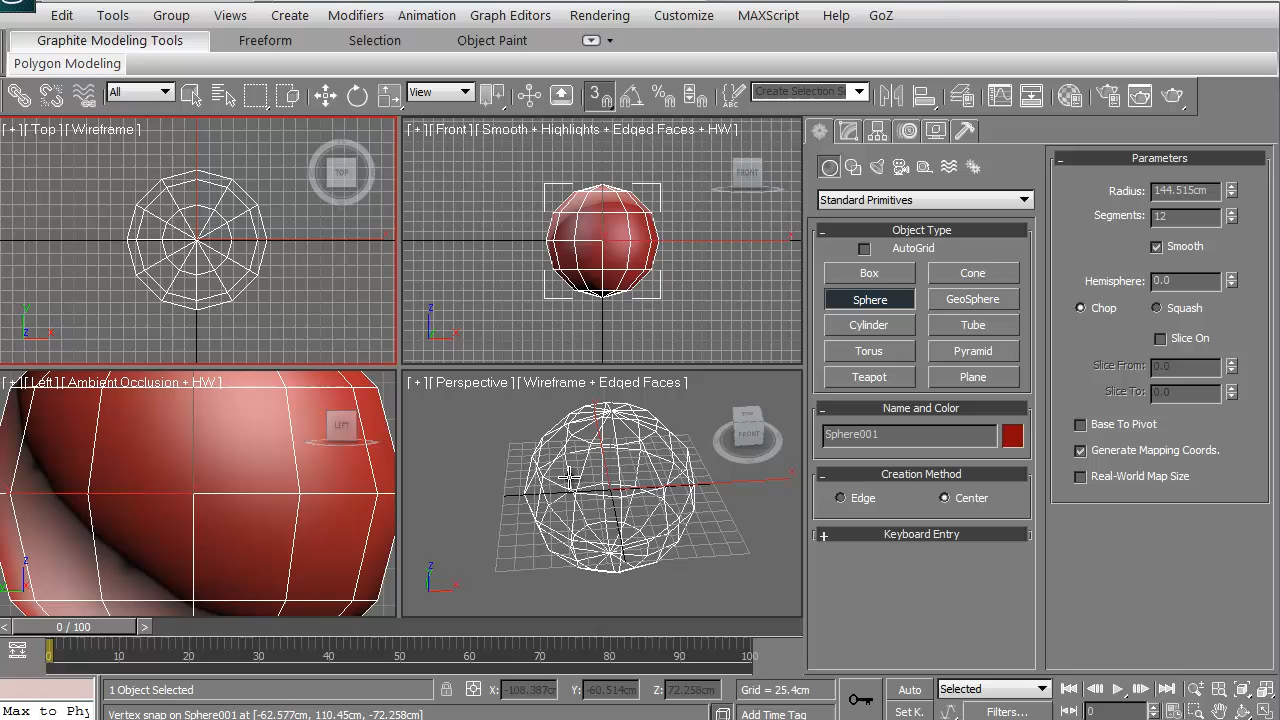 Edit Tools Group Views Create Modifiers Animation Graph Editors Rendering Customize MAXScript Help GoZ
Graphite Modeling Tools Freeform Selection Object Paint
Polygon Modeling
All View 3 Create Selection Se
[ + ] [ Top ] [ Wireframe ]
TOP
[ + ] [ Front ] [ Smooth + Highlights + Edged Faces + HW ]
FRONT
x
y
z x
x
z
x
[ + ] [ Left ] [ Ambient Occlusion + HW ]
LEFT
z
[ + ] [ Perspective ] [ Wireframe + Edged Faces ]
TOP
FRONT
x
z
x
Standard Primitives
- Object Type
AutoGrid
Box Cone
Sphere GeoSphere
Cylinder Tube
Torus Pyramid
Teapot Plane
- Name and Color
Sphere001
- Creation Method
Edge Center
+ Keyboard Entry
- Parameters
Radius: 144.515cm
Segments: 12
Smooth
Hemisphere: 0.0
Chop Squash
Slice On
Slice From: 0.0
Slice To: 0.0
Base To Pivot
Generate Mapping Coords.
Real-World Map Size
< 0 / 100 >
0 10 20 30 40 50 60 70 80 90 100
1 Object Selected X: -108.387cm Y: -60.514cm Z: 72.258cm Grid = 25.4cm Auto Selected
Max to Phy Vertex snap on Sphere001 at [-62.577cm, 110.45cm, -72.258cm] Add Time Tag Set K. Filters... 0